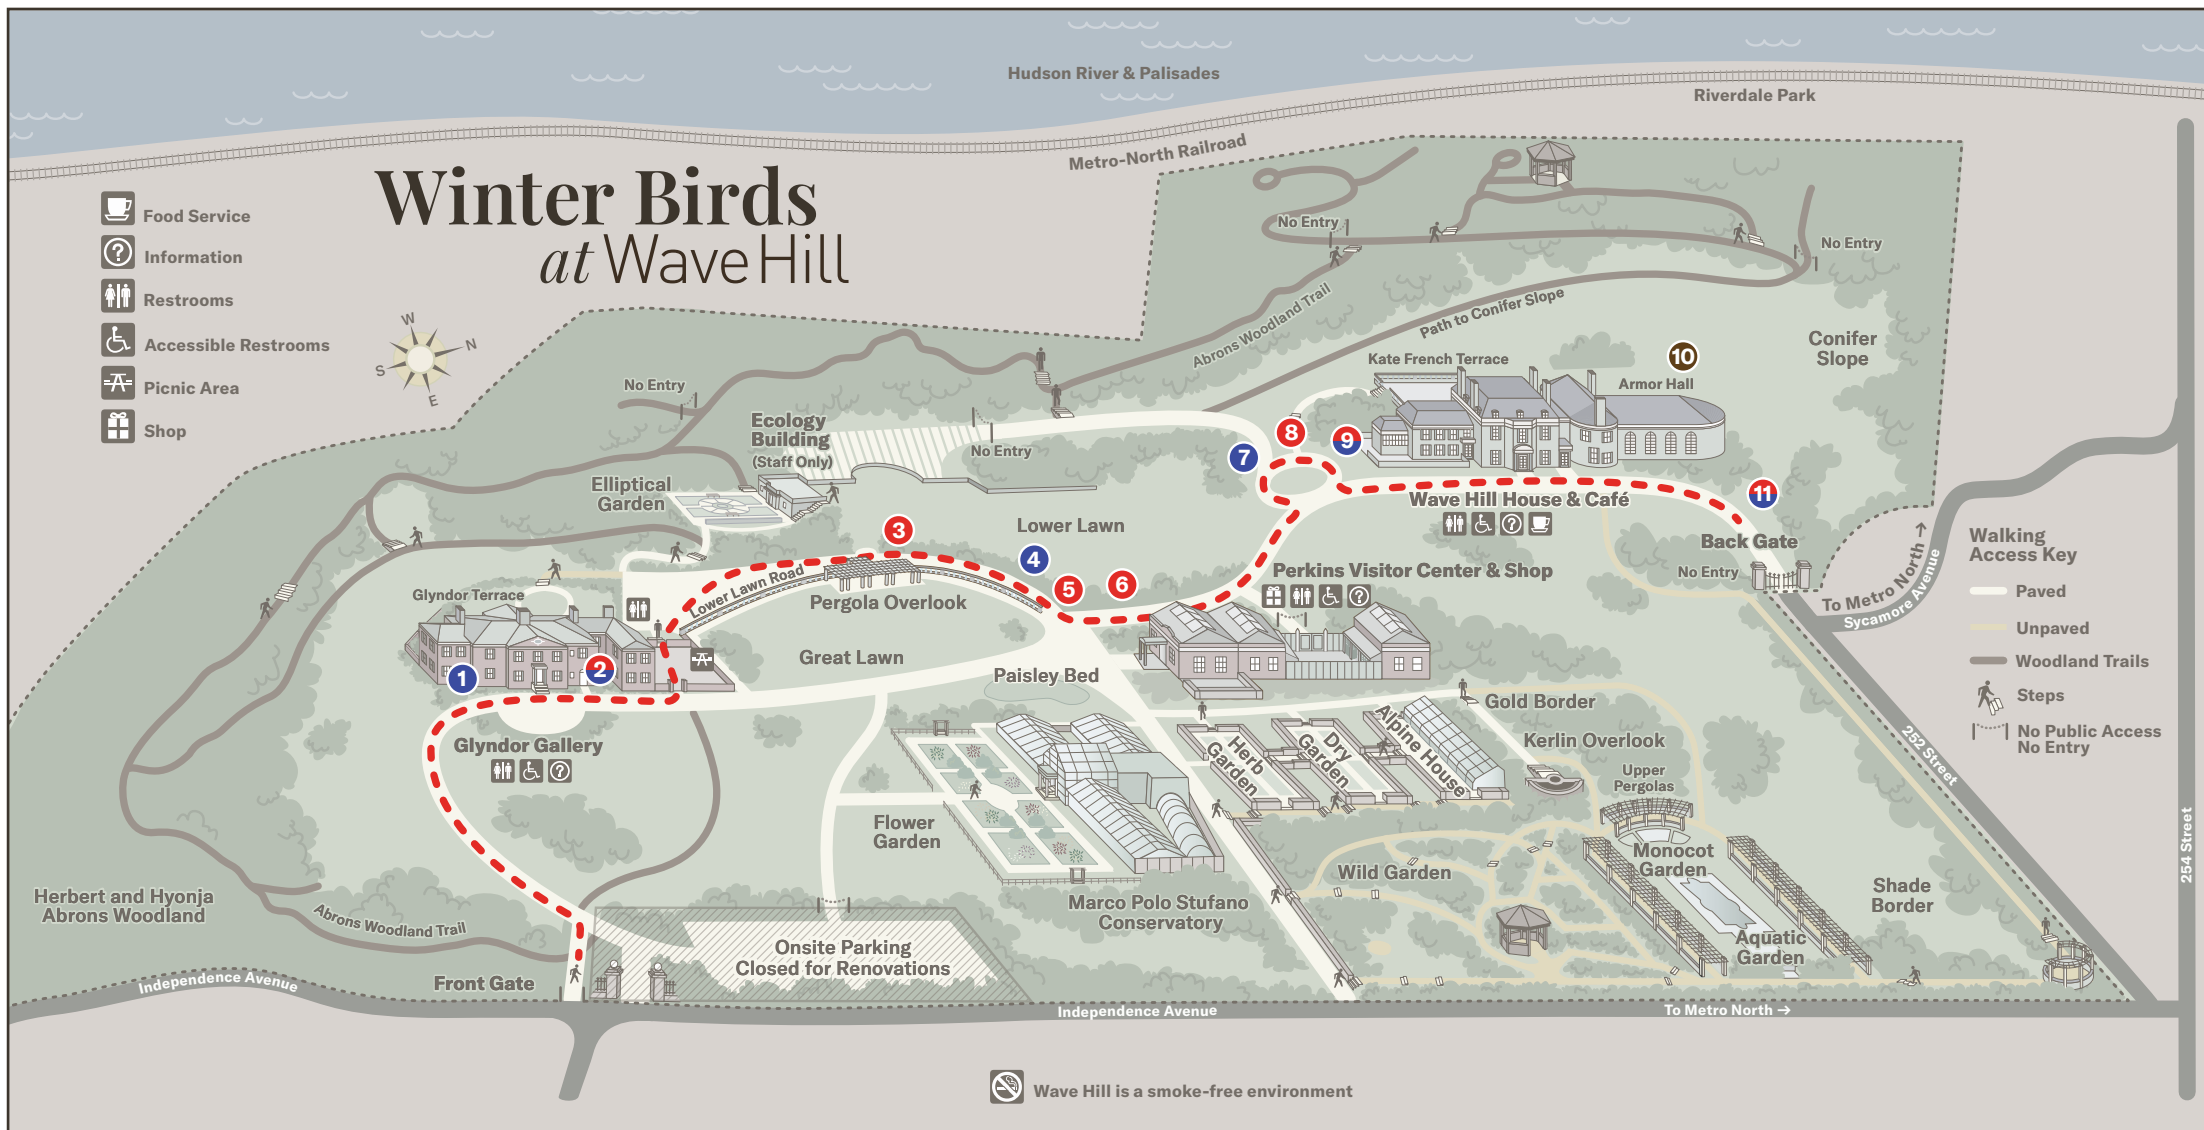 Hudson River & Palisades
Riverdale Park
Metro-North Railroad
Winter Birds
at Wave Hill
Food Service
Information
Restrooms
Accessible Restrooms
Picnic Area
Shop
W
N
S
E
No Entry
No Entry
Abrons Woodland Trail
Path to Conifer Slope
Conifer
Slope
Kate French Terrace
10
Armor Hall
No Entry
Ecology
Building
(Staff Only)
No Entry
7
8
9
Elliptical
Garden
Wave Hill House & Café
11
Back Gate
No Entry
Lower Lawn
3
4
5
6
Perkins Visitor Center & Shop
Glyndor Terrace
Lower Lawn Road
Pergola Overlook
Great Lawn
Paisley Bed
1
2
Glyndor Gallery
Gold Border
Kerlin Overlook
Herb
Garden
Dry
Garden
Alpine House
Upper
Pergolas
Monocot
Garden
Flower
Garden
Wild Garden
Shade
Border
Aquatic
Garden
Marco Polo Stufano
Conservatory
Herbert and Hyonja
Abrons Woodland
Abrons Woodland Trail
Onsite Parking
Closed for Renovations
Front Gate
Independence Avenue
Independence Avenue
To Metro North →
To Metro North →
Sycamore Avenue
252 Street
254 Street
Walking
Access Key
Paved
Unpaved
Woodland Trails
Steps
No Public Access
No Entry
Wave Hill is a smoke-free environment